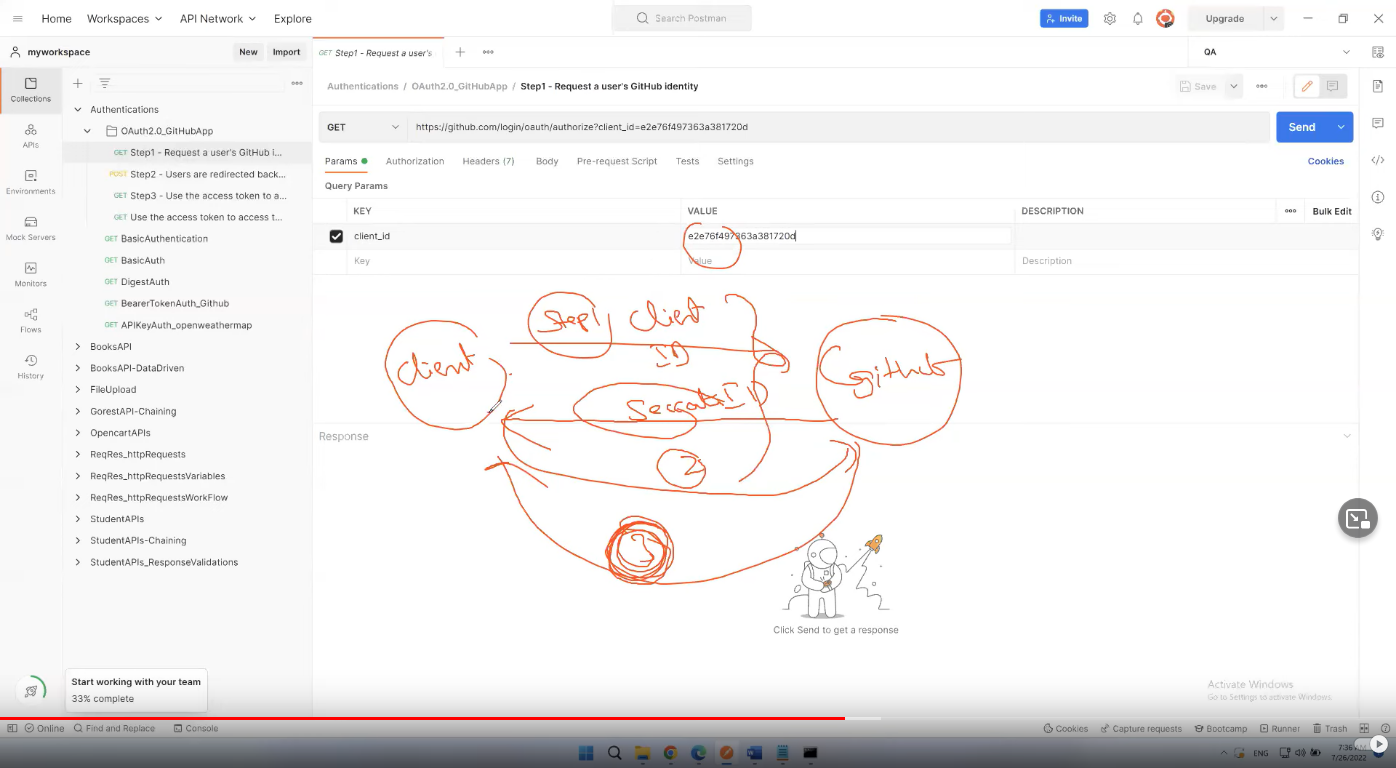 Home Workspaces API Network Explore Search Postman Invite Upgrade
myworkspace New Import GET Step1 - Request a user's QA
Collections
APIs
Environments
Mock Servers
Monitors
Flows
History
Authentications
OAuth2.0_GitHubApp
GET Step1 - Request a user's GitHub i...
POST Step2 - Users are redirected back...
GET Step3 - Use the access token to a...
GET Use the access token to access t...
GET BasicAuthentication
GET BasicAuth
GET DigestAuth
GET BearerTokenAuth_Github
GET APIKeyAuth_openweathermap
BooksAPI
BooksAPI-DataDriven
FileUpload
GorestAPI-Chaining
OpencartAPIs
ReqRes_httpRequests
ReqRes_httpRequestsVariables
ReqRes_httpRequestsWorkFlow
StudentAPIs
StudentAPIs-Chaining
StudentAPIs_ResponseValidations
Start working with your team
33% complete
Authentications / OAuth2.0_GitHubApp / Step1 - Request a user's GitHub identity Save
GET https://github.com/login/oauth/authorize?client_id=e2e76f497363a381720d Send
Params Authorization Headers (7) Body Pre-request Script Tests Settings Cookies
Query Params
KEY VALUE DESCRIPTION Bulk Edit
client_id e2e76f497363a381720d
Key Value Description
Step1 Client
ID
Client
github
ID
Response
2
3
Click Send to get a response
Activate Windows
Go to Settings to activate Windows.
Online Find and Replace Console Cookies Capture requests Bootcamp Runner Trash
ENG 7:36 AM
7/26/2022